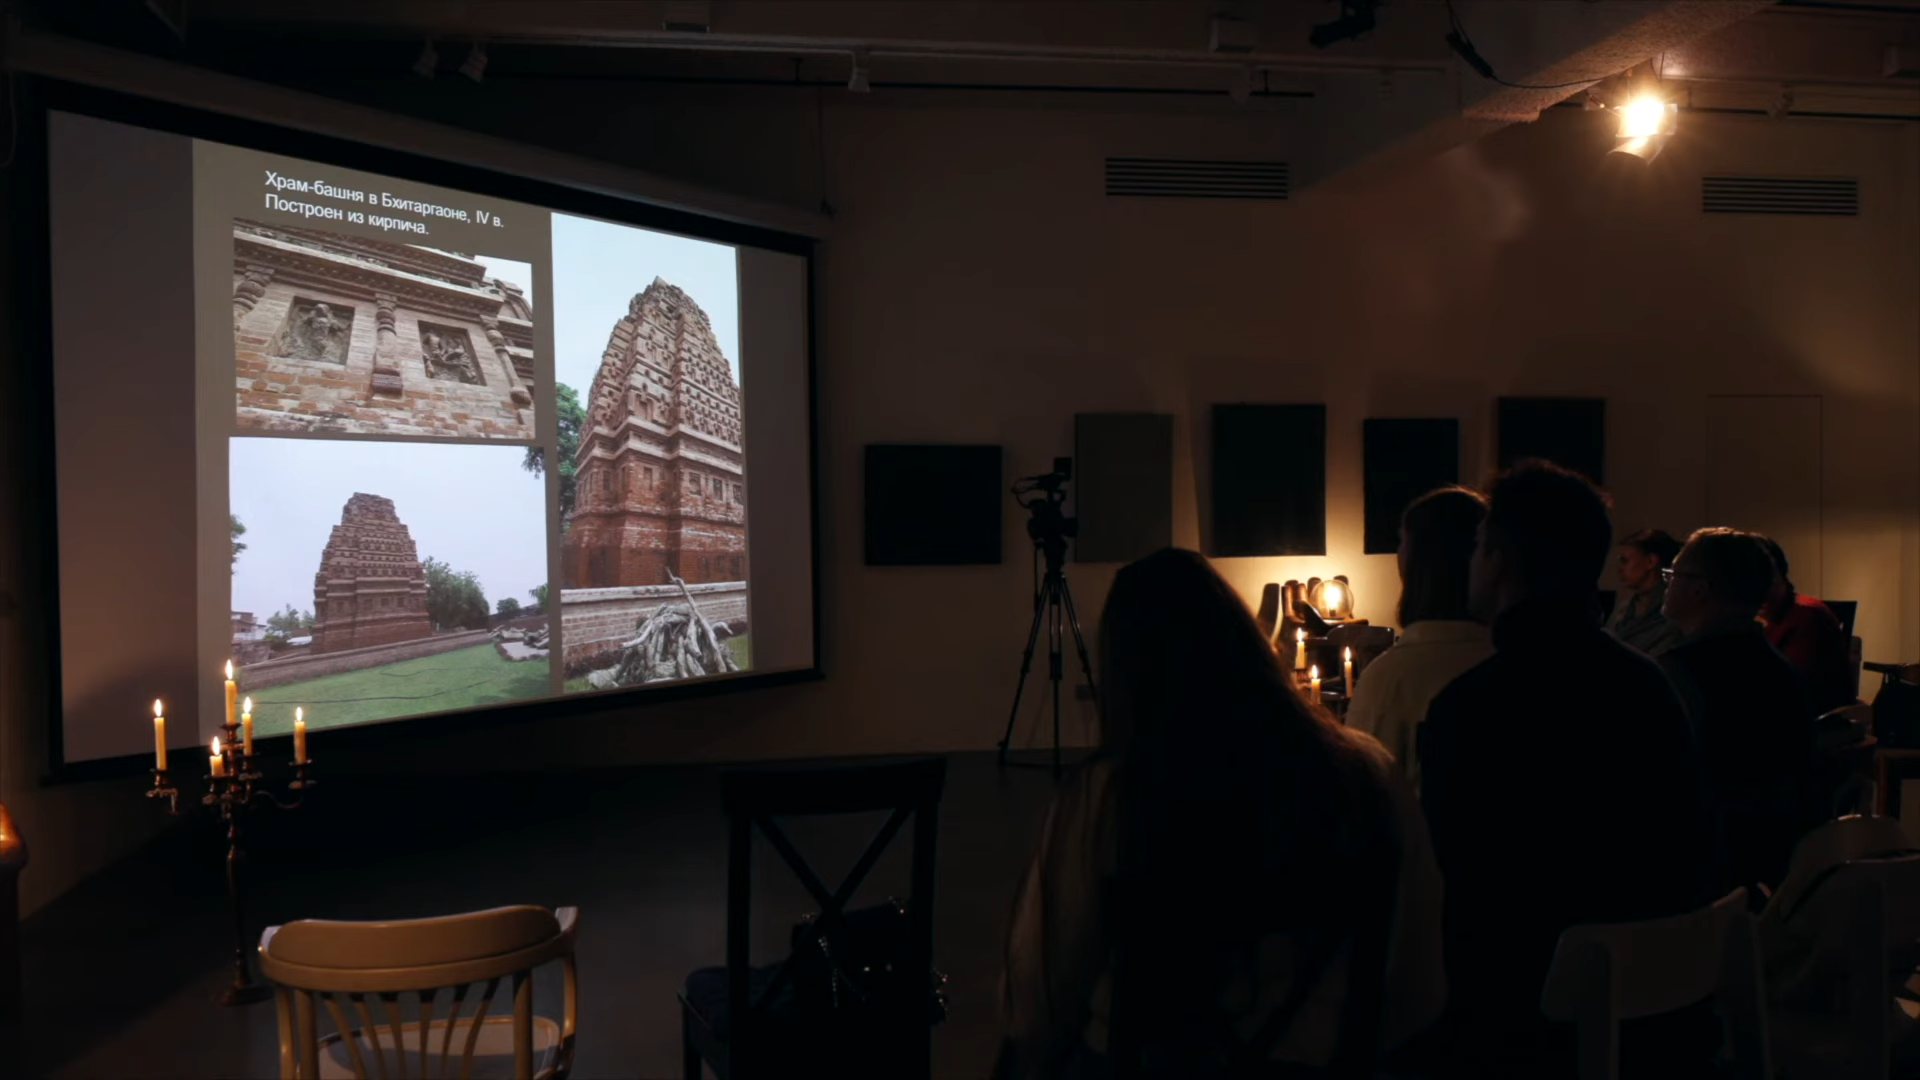 Храм-башня в Бхитаргаоне, IV в.
Построен из кирпича.